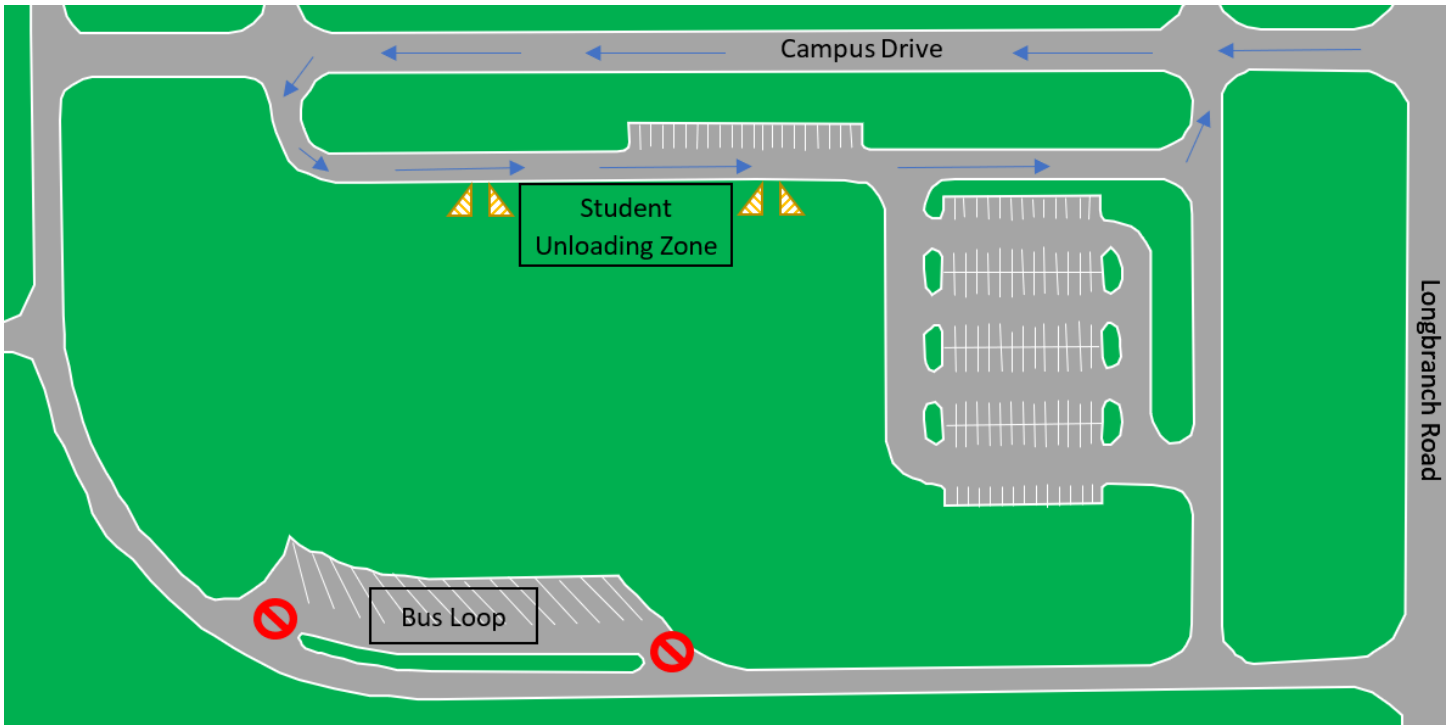 Campus Drive
Student
Unloading Zone
Longbranch Road
Bus Loop